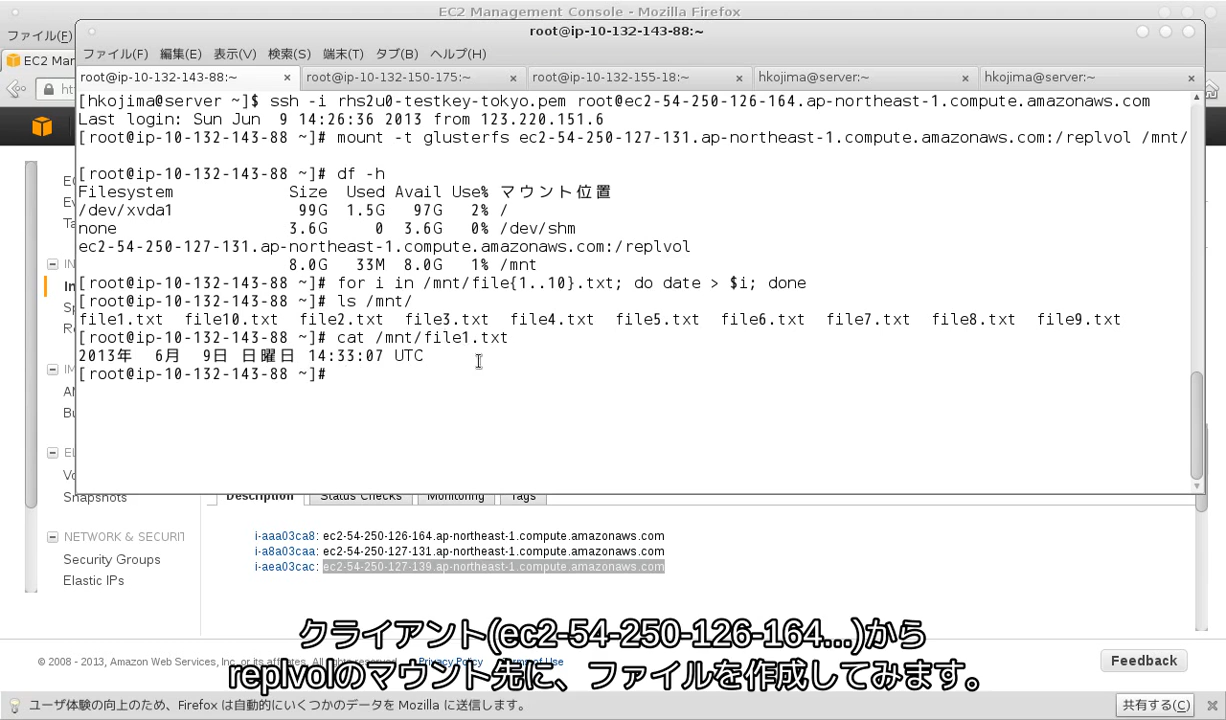 EC2 Management Console - Mozilla Firefox
ファイル(F)
root@ip-10-132-143-88:~
ファイル(F) 編集(E) 表示(V) 検索(S) 端末(T) タブ(B) ヘルプ(H)
EC2 Mar
root@ip-10-132-143-88:~ × root@ip-10-132-150-175:~ × root@ip-10-132-155-18:~ × hkojima@server:~ × hkojima@server:~ ×
[hkojima@server ~]$ ssh -i rhs2u0-testkey-tokyo.pem root@ec2-54-250-126-164.ap-northeast-1.compute.amazonaws.com
Last login: Sun Jun  9 14:26:36 2013 from 123.220.151.6
[root@ip-10-132-143-88 ~]# mount -t glusterfs ec2-54-250-127-131.ap-northeast-1.compute.amazonaws.com:/replvol /mnt/
[root@ip-10-132-143-88 ~]# df -h
Filesystem Size Used Avail Use% マウント位置
/dev/xvda1 99G 1.5G 97G 2% /
none 3.6G 0 3.6G 0% /dev/shm
ec2-54-250-127-131.ap-northeast-1.compute.amazonaws.com:/replvol
8.0G 33M 8.0G 1% /mnt
[root@ip-10-132-143-88 ~]# for i in /mnt/file{1..10}.txt; do date > $i; done
[root@ip-10-132-143-88 ~]# ls /mnt/
file1.txt file10.txt file2.txt file3.txt file4.txt file5.txt file6.txt file7.txt file8.txt file9.txt
[root@ip-10-132-143-88 ~]# cat /mnt/file1.txt
2013年 6月 9日 日曜日 14:33:07 UTC
[root@ip-10-132-143-88 ~]#
Snapshots
Description Status Checks Monitoring Tags
NETWORK & SECURIT
Security Groups
Elastic IPs
i-aaa03ca8: ec2-54-250-126-164.ap-northeast-1.compute.amazonaws.com
i-a8a03caa: ec2-54-250-127-131.ap-northeast-1.compute.amazonaws.com
i-aea03cac: ec2-54-250-127-139.ap-northeast-1.compute.amazonaws.com
クライアント(ec2-54-250-126-164...)から
replvolのマウント先に、ファイルを作成してみます。
© 2008 - 2013, Amazon Web Services, Inc. or its affiliates. All rights Privacy Policy Terms of Use
Feedback
ユーザ体験の向上のため、Firefox は自動的にいくつかのデータを Mozilla に送信します。
共有する(C)